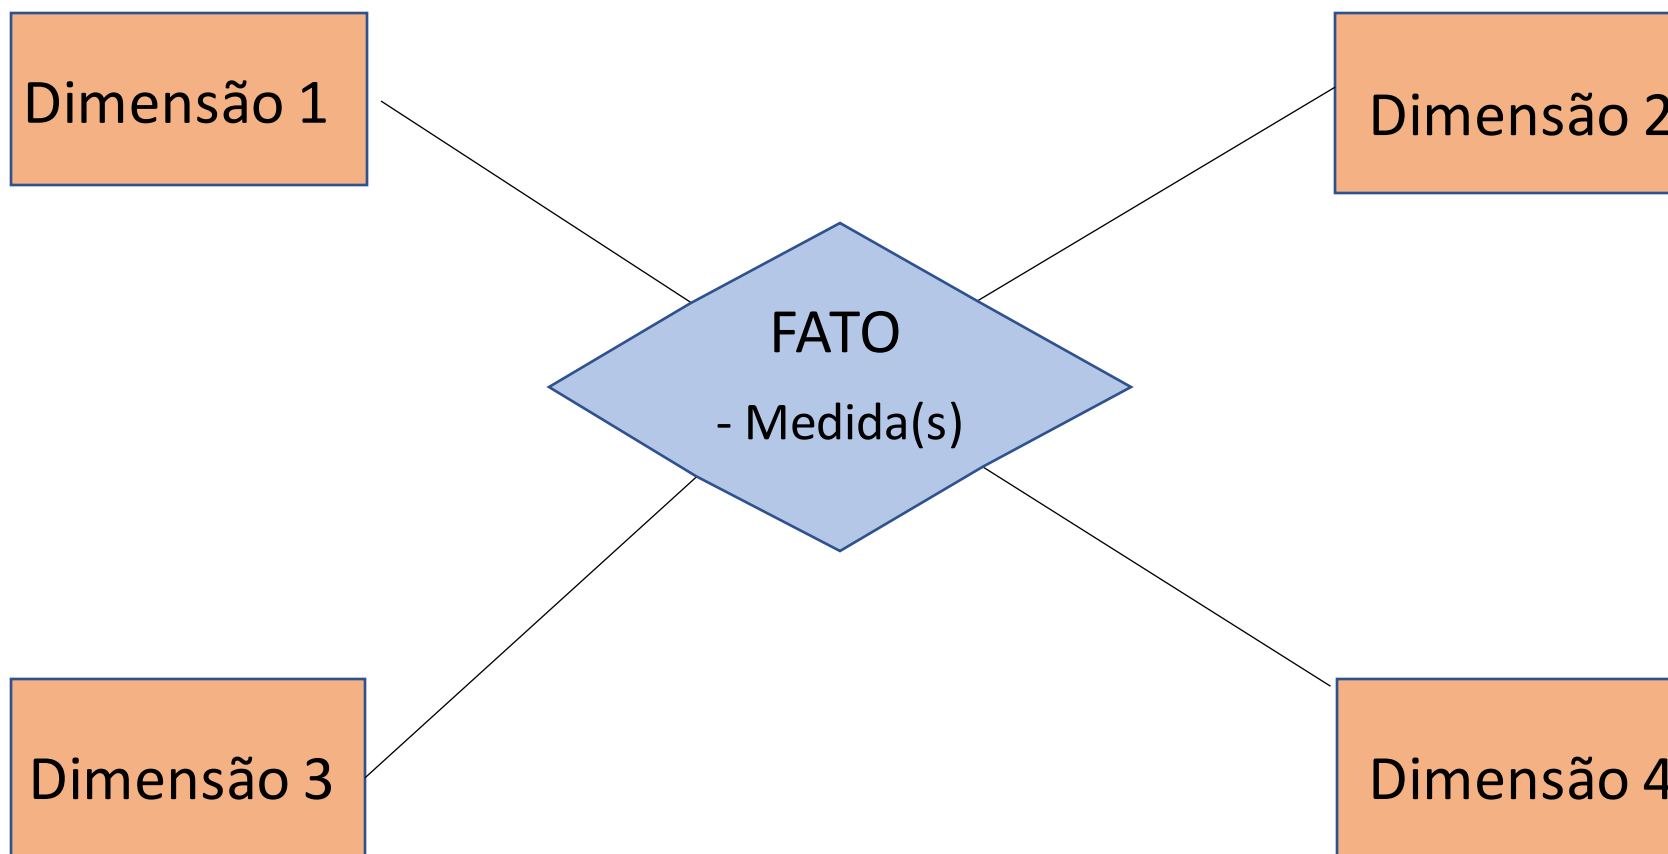 Dimensão 1
Dimensão 2
FATO
- Medida(s)
Dimensão 3
Dimensão 4